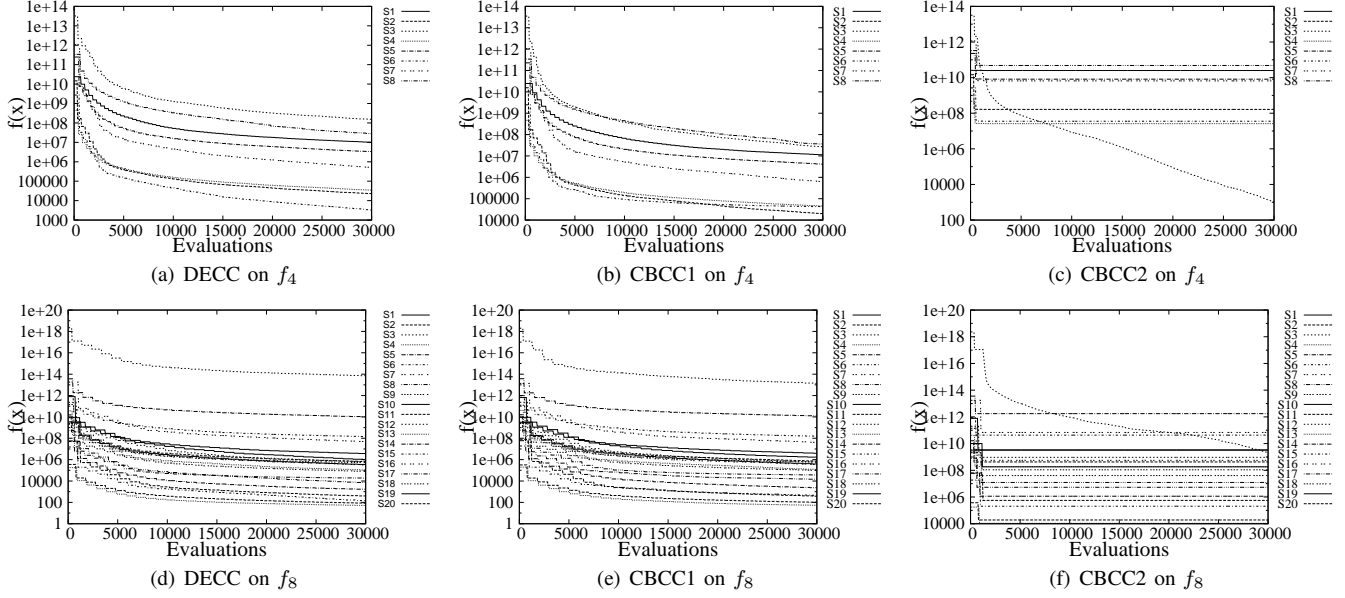 1e+14
1e+13
1e+12
1e+11
1e+10
1e+09
1e+08
1e+07
1e+06
100000
10000
1000
f(x)
0 5000 10000 15000 20000 25000 30000
Evaluations
S1
S2
S3
S4
S5
S6
S7
S8
(a) DECC on f4
1e+14
1e+13
1e+12
1e+11
1e+10
1e+09
1e+08
1e+07
1e+06
100000
10000
f(x)
0 5000 10000 15000 20000 25000 30000
Evaluations
S1
S2
S3
S4
S5
S6
S7
S8
(b) CBCC1 on f4
1e+14
1e+12
1e+10
1e+08
1e+06
10000
100
f(x)
0 5000 10000 15000 20000 25000 30000
Evaluations
S1
S2
S3
S4
S5
S6
S7
S8
(c) CBCC2 on f4
1e+20
1e+18
1e+16
1e+14
1e+12
1e+10
1e+08
1e+06
10000
100
1
f(x)
0 5000 10000 15000 20000 25000 30000
Evaluations
S1
S2
S3
S4
S5
S6
S7
S8
S9
S10
S11
S12
S13
S14
S15
S16
S17
S18
S19
S20
(d) DECC on f8
1e+20
1e+18
1e+16
1e+14
1e+12
1e+10
1e+08
1e+06
10000
100
1
f(x)
0 5000 10000 15000 20000 25000 30000
Evaluations
S1
S2
S3
S4
S5
S6
S7
S8
S9
S10
S11
S12
S13
S14
S15
S16
S17
S18
S19
S20
(e) CBCC1 on f8
1e+20
1e+18
1e+16
1e+14
1e+12
1e+10
1e+08
1e+06
10000
f(x)
0 5000 10000 15000 20000 25000 30000
Evaluations
S1
S2
S3
S4
S5
S6
S7
S8
S9
S10
S11
S12
S13
S14
S15
S16
S17
S18
S19
S20
(f) CBCC2 on f8